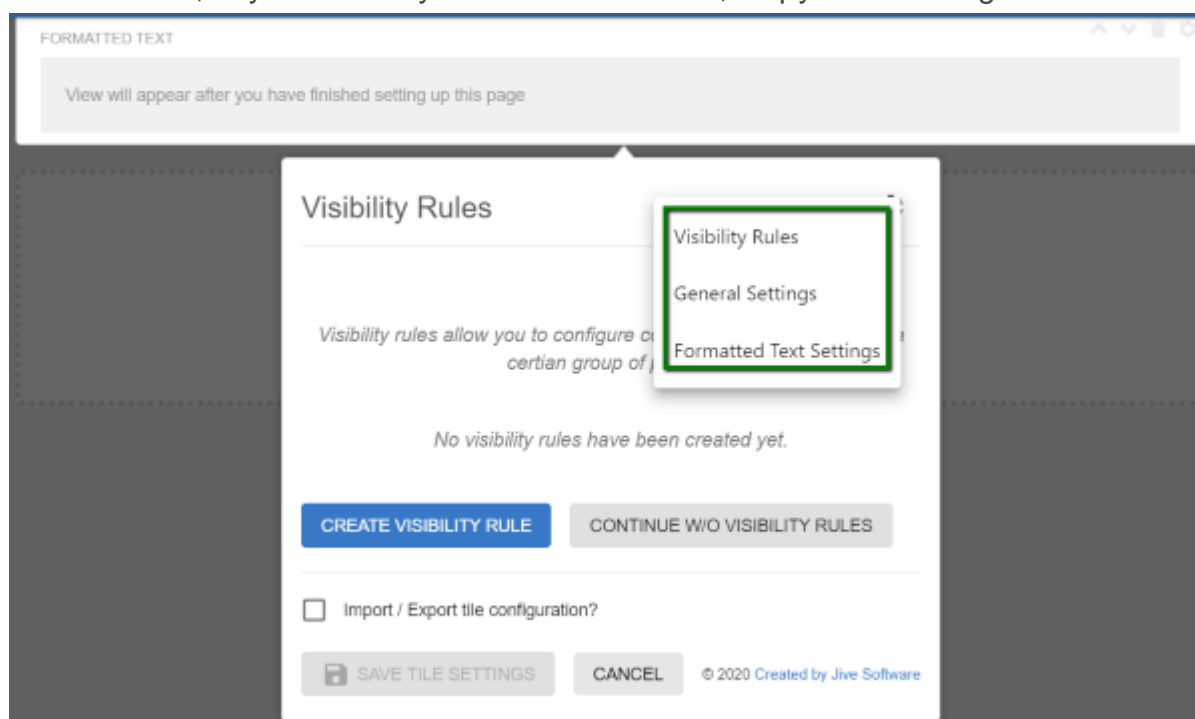 FORMATTED TEXT
View will appear after you have finished setting up this page
Visibility Rules
Visibility Rules
General Settings
Formatted Text Settings
Visibility rules allow you to configure
certian group of
No visibility rules have been created yet.
CREATE VISIBILITY RULE
CONTINUE W/O VISIBILITY RULES
Import / Export tile configuration?
SAVE TILE SETTINGS
CANCEL
© 2020 Created by Jive Software